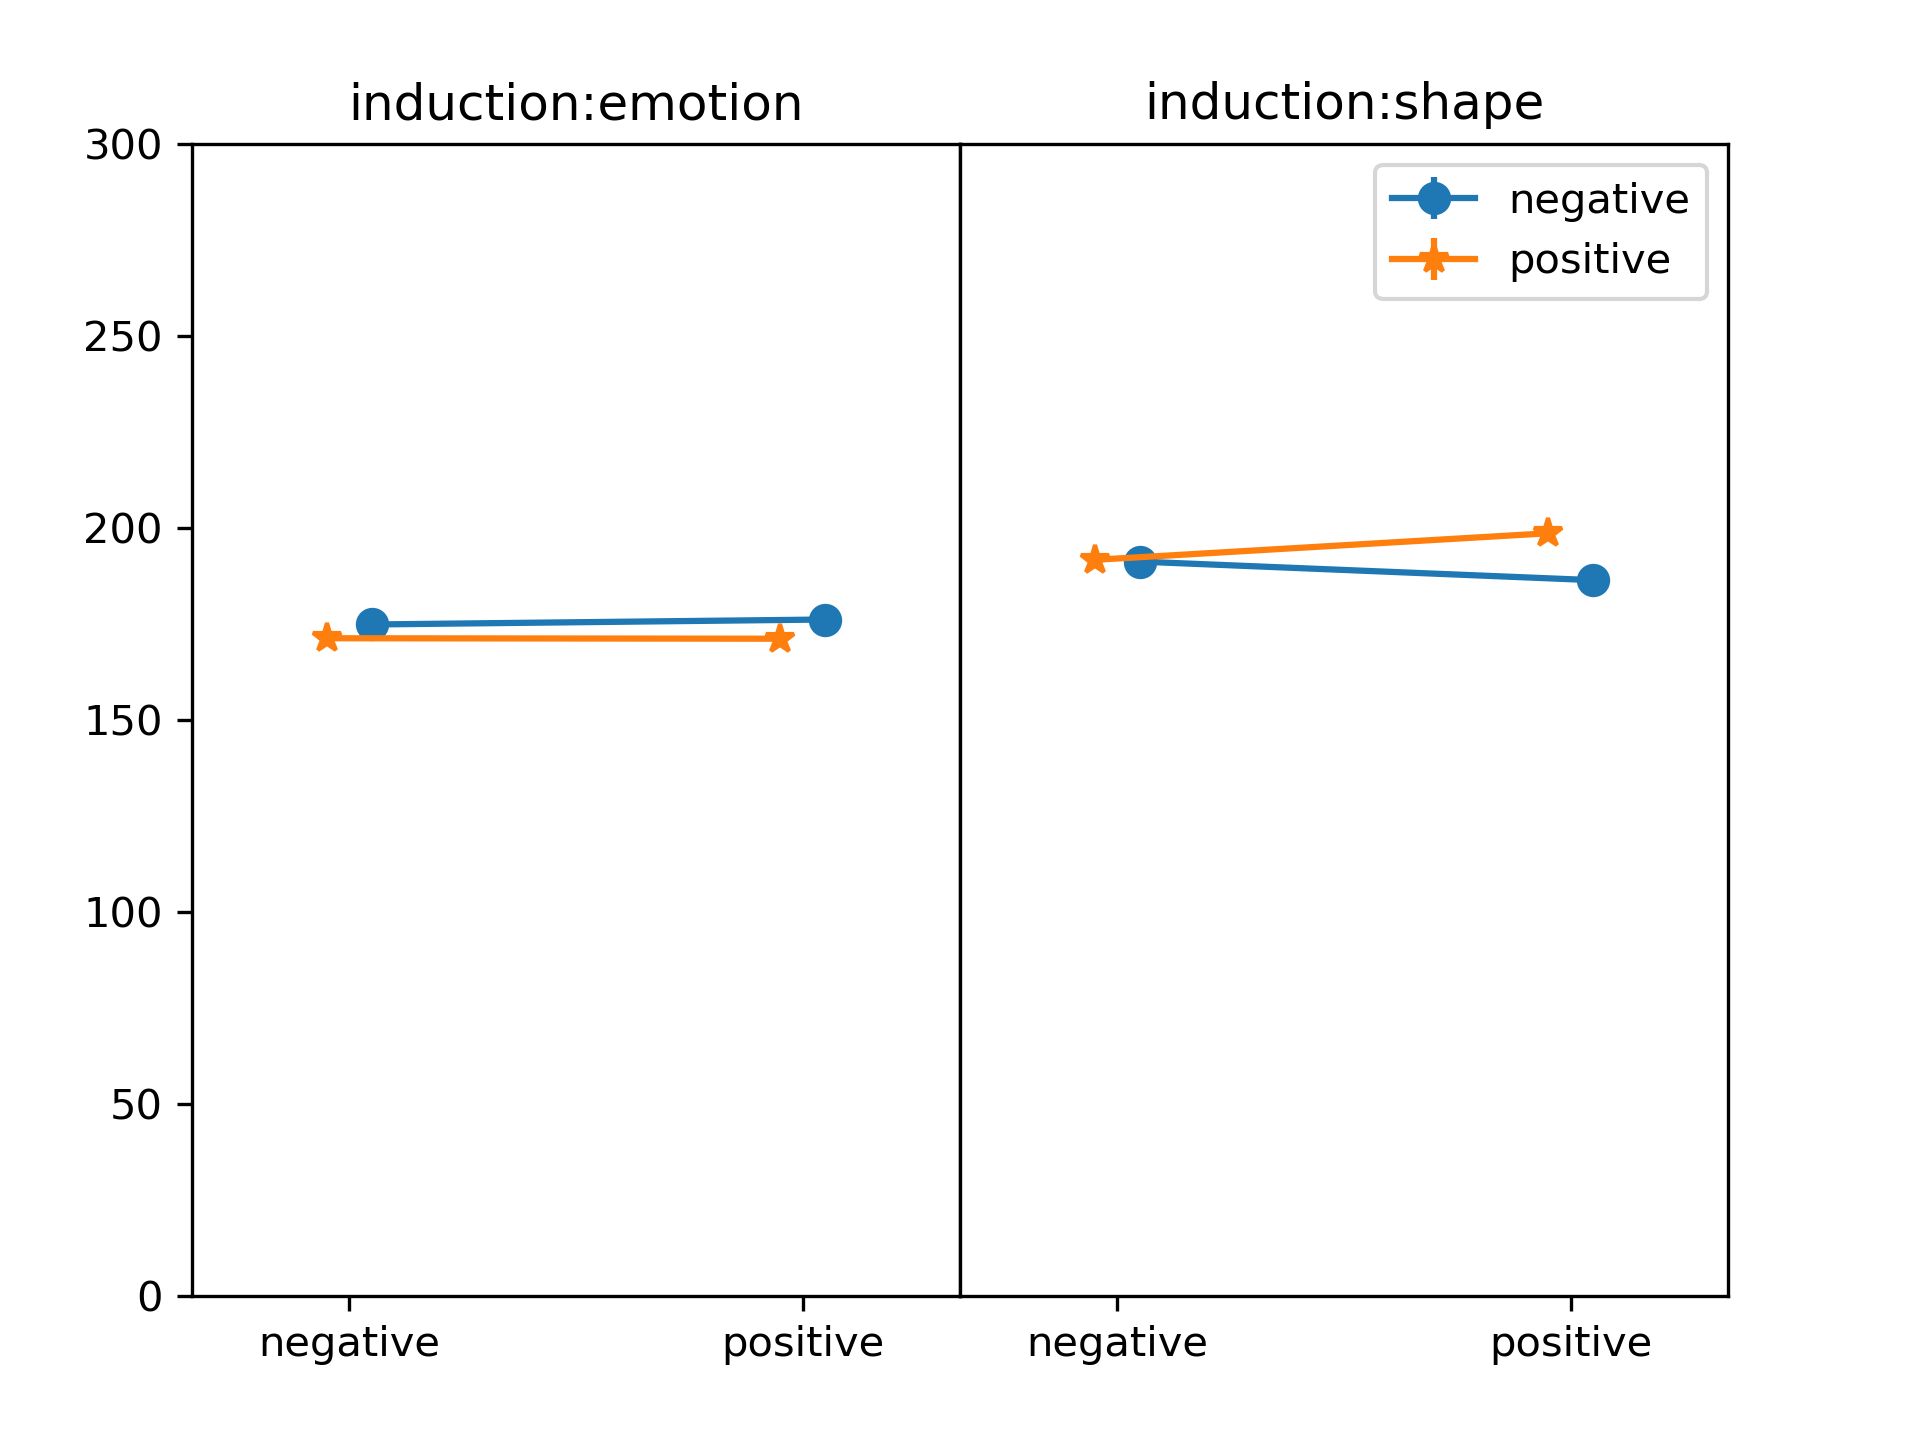 induction:emotion
induction:shape
300
250
200
150
100
50
0
negative
positive
negative
positive
negative
positive